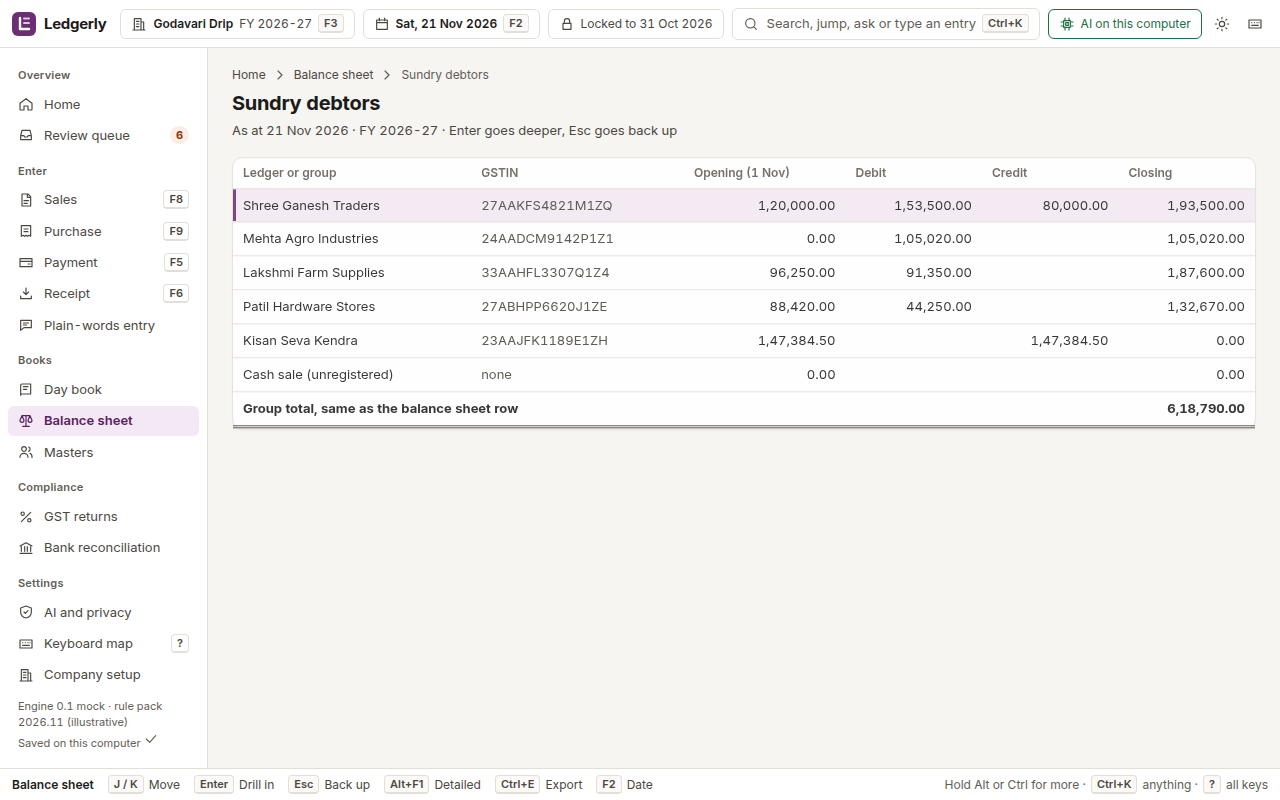 Ledgerly
Godavari Drip FY 2026-27 F3
Sat, 21 Nov 2026 F2
Locked to 31 Oct 2026
Search, jump, ask or type an entry Ctrl+K
AI on this computer
Overview
Home
Review queue 6
Enter
Sales F8
Purchase F9
Payment F5
Receipt F6
Plain-words entry
Books
Day book
Balance sheet
Masters
Compliance
GST returns
Bank reconciliation
Settings
AI and privacy
Keyboard map ?
Company setup
Engine 0.1 mock · rule pack
2026.11 (illustrative)
Saved on this computer
Home > Balance sheet > Sundry debtors
Sundry debtors
As at 21 Nov 2026 · FY 2026-27 · Enter goes deeper, Esc goes back up
Ledger or group GSTIN Opening (1 Nov) Debit Credit Closing
Shree Ganesh Traders 27AAKFS4821M1ZQ 1,20,000.00 1,53,500.00 80,000.00 1,93,500.00
Mehta Agro Industries 24AADCM9142P1Z1 0.00 1,05,020.00 1,05,020.00
Lakshmi Farm Supplies 33AAHFL3307Q1Z4 96,250.00 91,350.00 1,87,600.00
Patil Hardware Stores 27ABHPP6620J1ZE 88,420.00 44,250.00 1,32,670.00
Kisan Seva Kendra 23AAJFK1189E1ZH 1,47,384.50 1,47,384.50 0.00
Cash sale (unregistered) none 0.00 0.00
Group total, same as the balance sheet row 6,18,790.00
Balance sheet J / K Move Enter Drill in Esc Back up Alt+F1 Detailed Ctrl+E Export F2 Date
Hold Alt or Ctrl for more · Ctrl+K anything · ? all keys